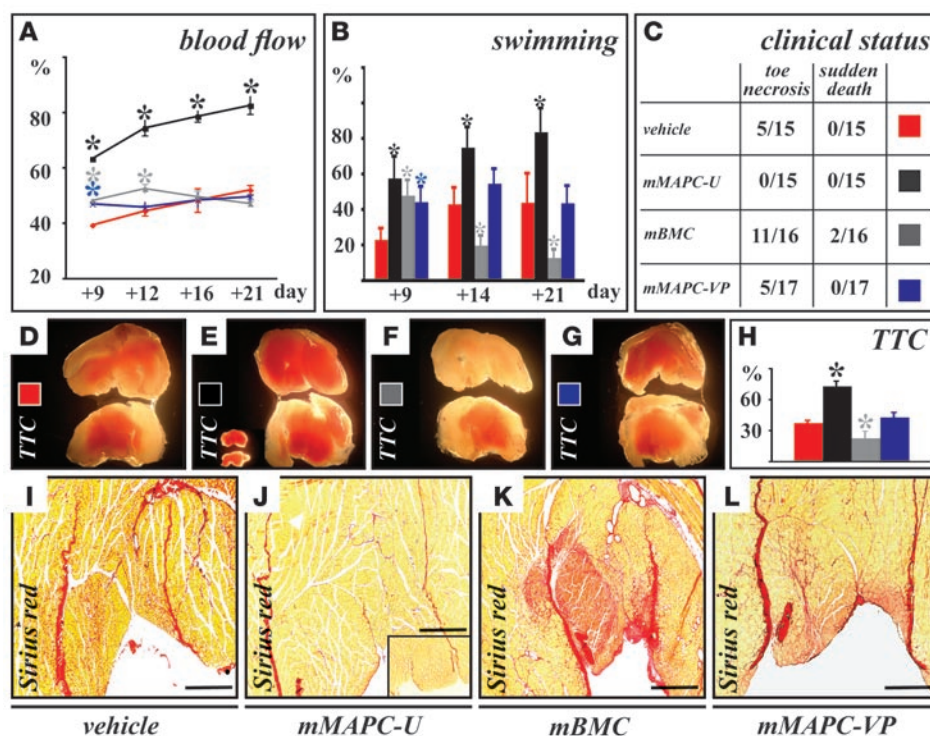 A
blood flow
%
80
60
40
20
+9 +12 +16 +21 day
* * * *
* *
*
B
swimming
%
80
60
40
20
+9 +14 +21 day
* * * * * * *
C
clinical status
toe necrosis
sudden death
vehicle 5/15 0/15
mMAPC-U 0/15 0/15
mBMC 11/16 2/16
mMAPC-VP 5/17 0/17
D
TTC
E
TTC
F
TTC
G
TTC
H
TTC
%
60
30
* *
I
Sirius red
J
Sirius red
K
Sirius red
L
Sirius red
vehicle
mMAPC-U
mBMC
mMAPC-VP